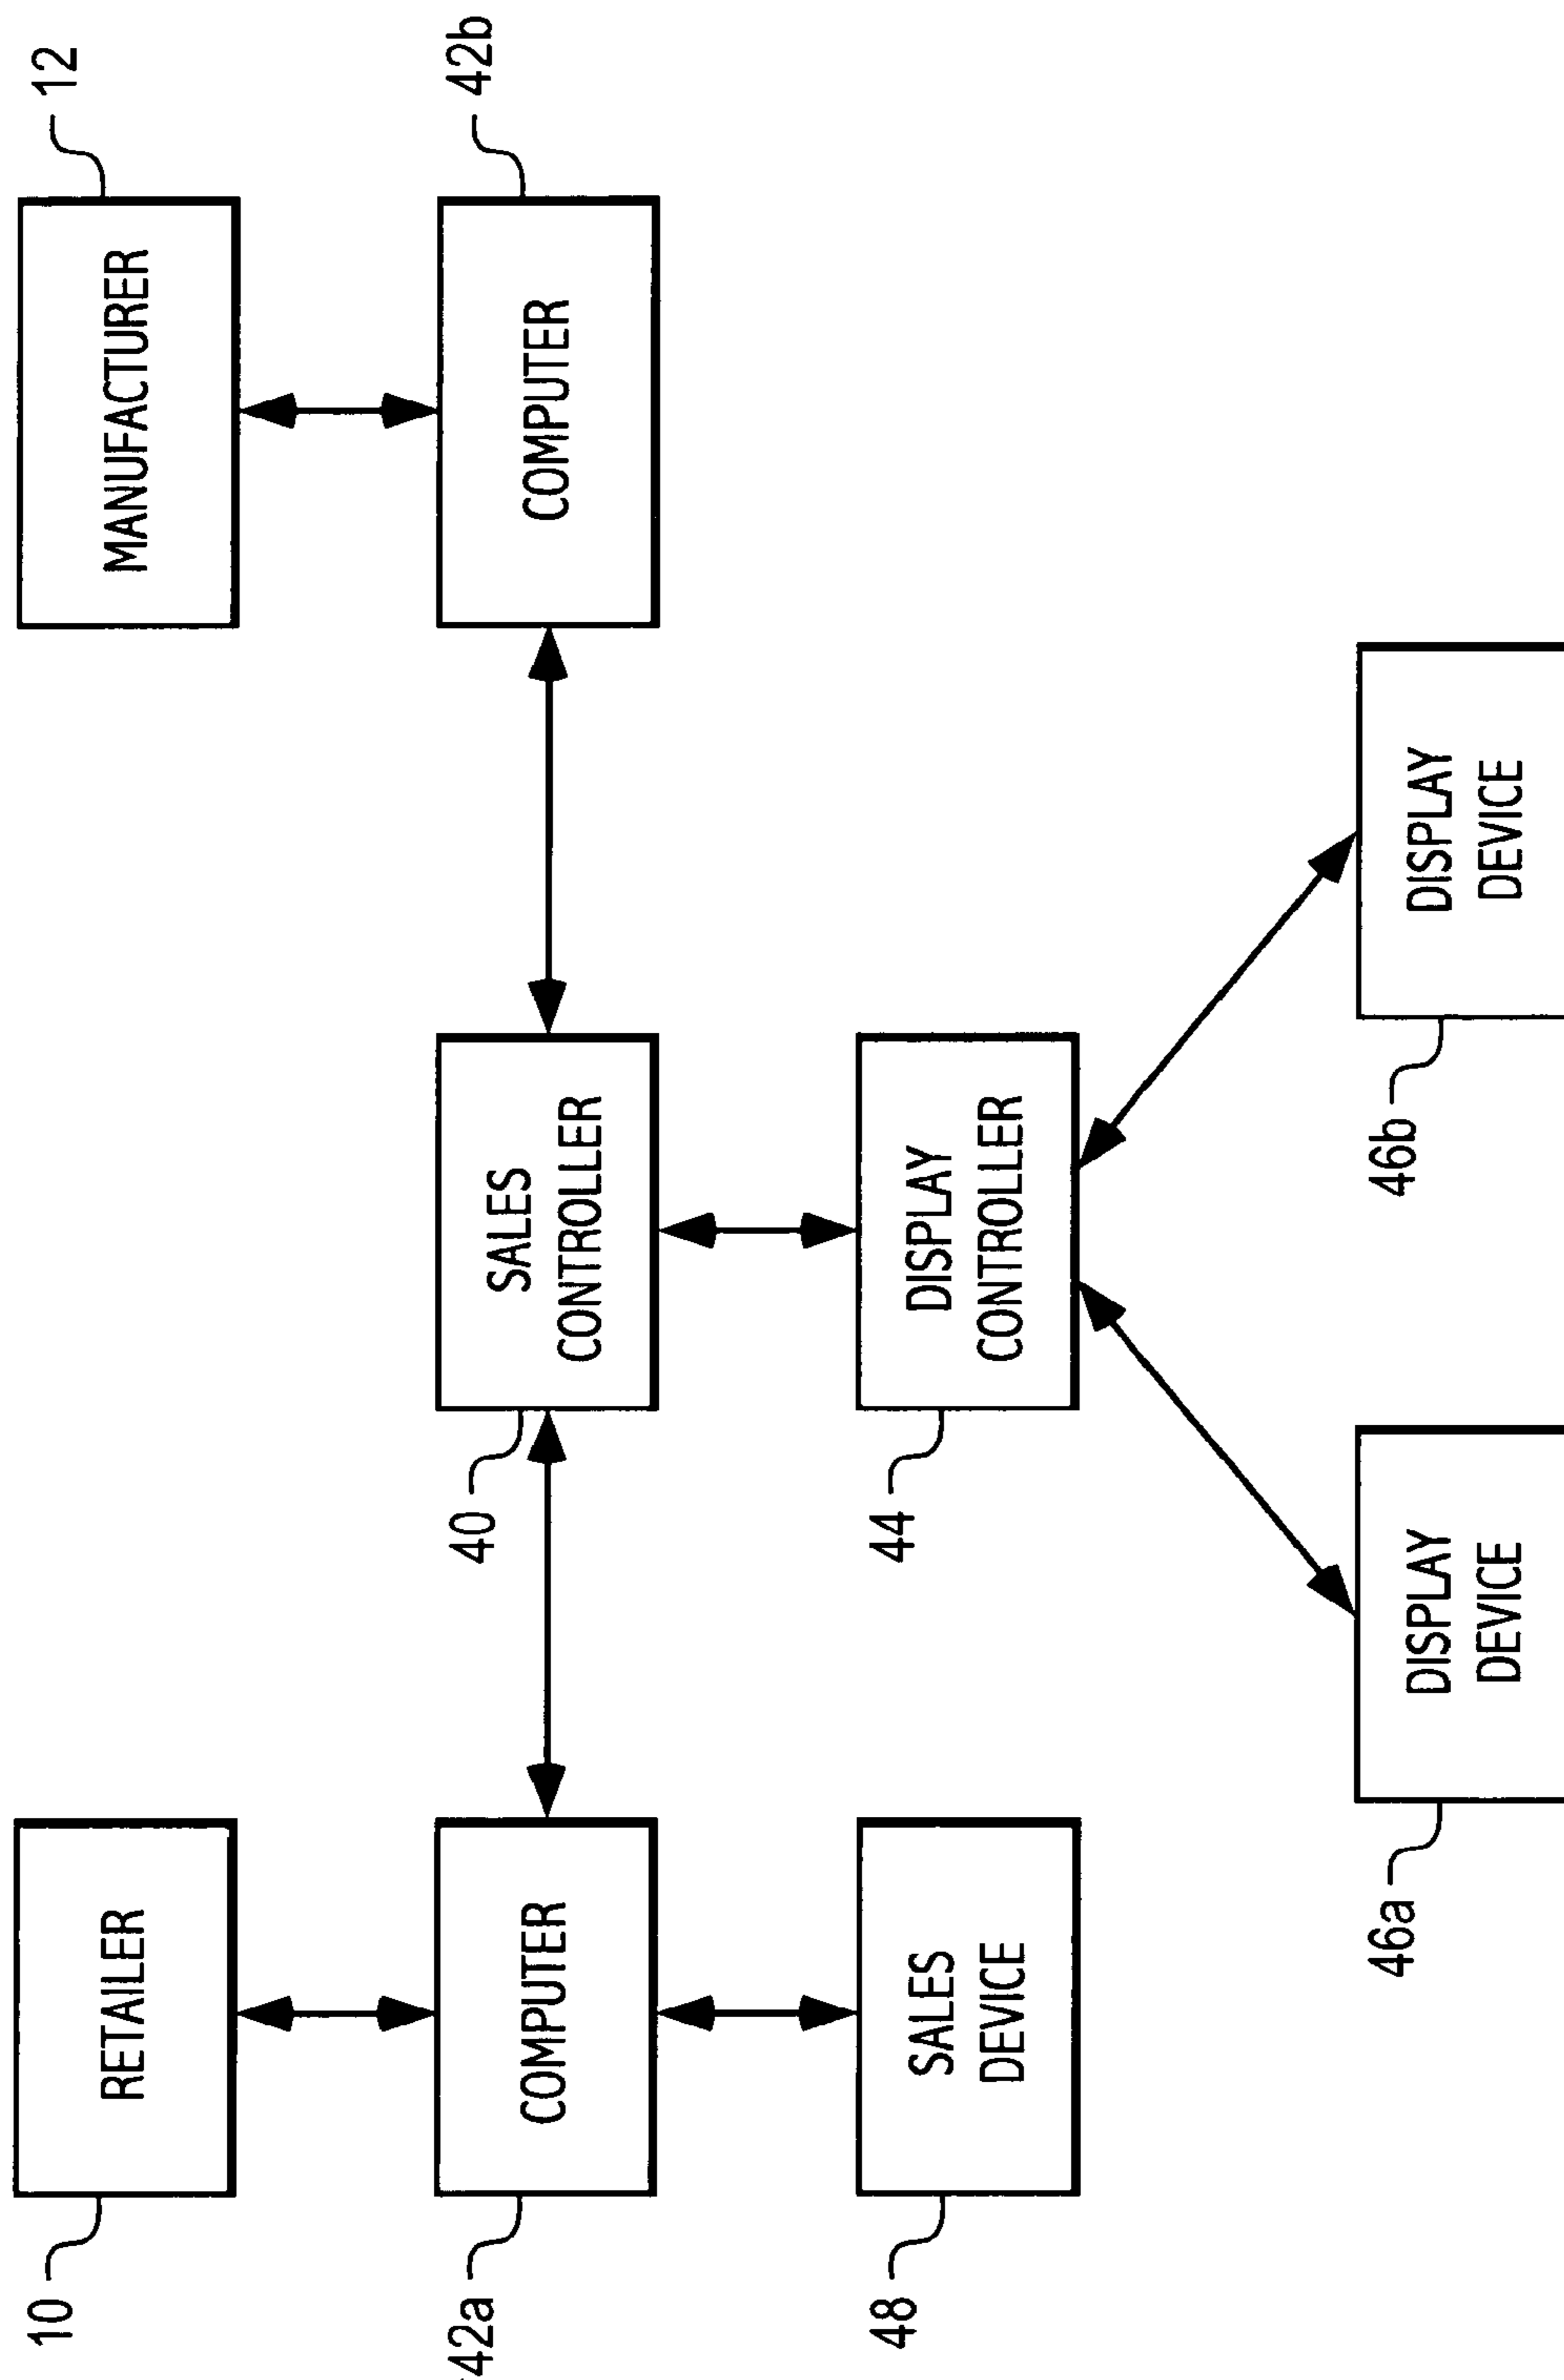 RETAILER
10
MANUFACTURER
12
COMPUTER
42a
SALES
CONTROLLER
40
COMPUTER
42b
SALES
DEVICE
48
DISPLAY
CONTROLLER
44
DISPLAY
DEVICE
46a
DISPLAY
DEVICE
46b